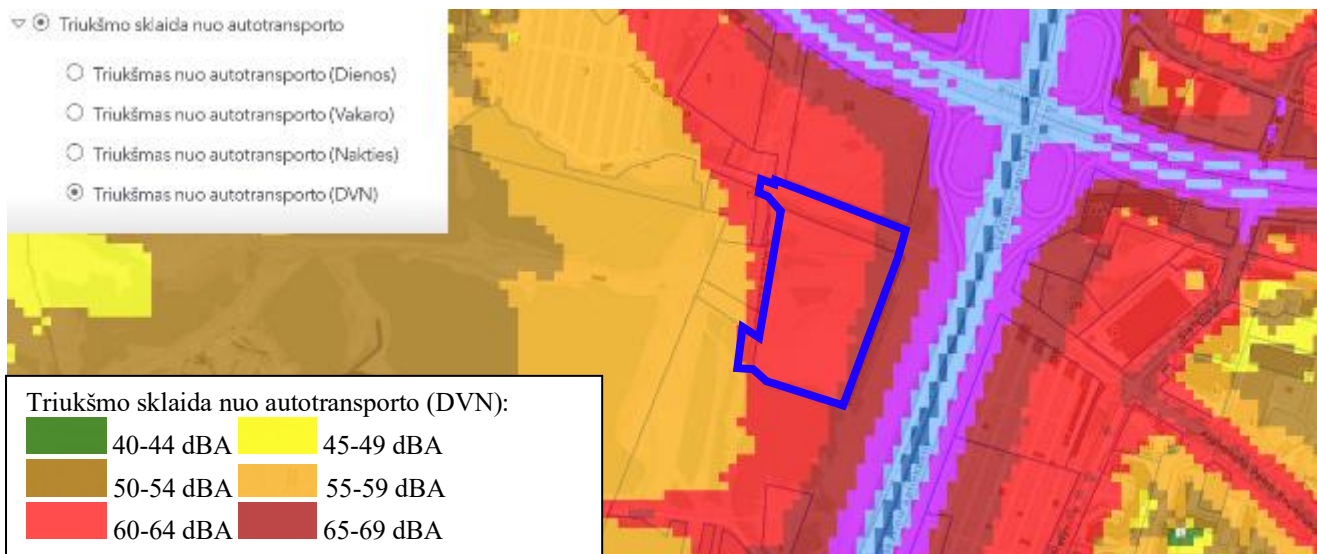 Triukšmo sklaida nuo autotransporto
Triukšmas nuo autotransporto (Dienos)
Triukšmas nuo autotransporto (Vakaro)
Triukšmas nuo autotransporto (Nakties)
Triukšmas nuo autotransporto (DVN)
Triukšmo sklaida nuo autotransporto (DVN):
40-44 dBA 45-49 dBA
50-54 dBA 55-59 dBA
60-64 dBA 65-69 dBA